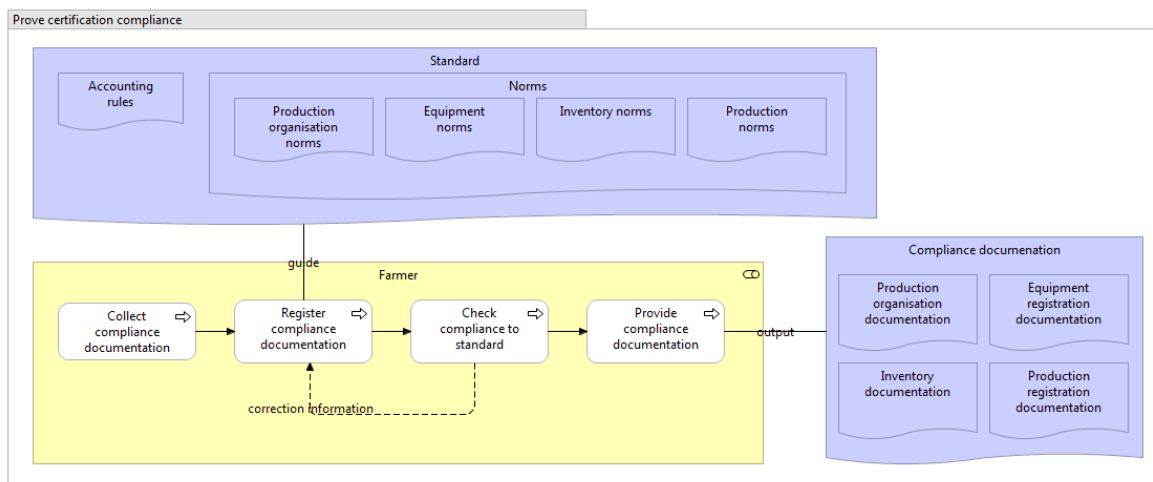 Prove certification compliance
Standard
Accounting
rules
Norms
Production
organisation
norms
Equipment
norms
Inventory norms
Production
norms
guide
Farmer
Collect
compliance
documentation
Register
compliance
documentation
Check
compliance to
standard
Provide
compliance
documentation
correction information
output
Compliance documenation
Production
organisation
documentation
Equipment
registration
documentation
Inventory
documentation
Production
registration
documentation